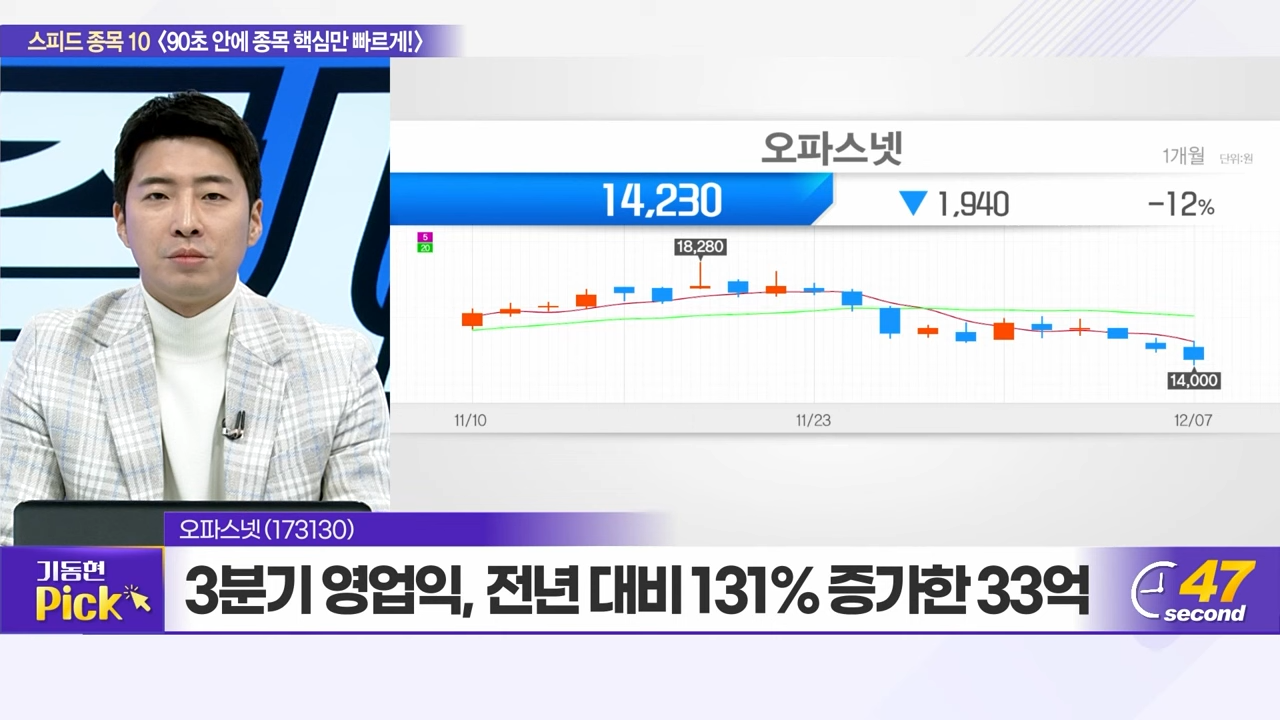 스피드 종목 10 〈90초 안에 종목 핵심만 빠르게!〉
오파스넷
1개월 단위:원
14,230 ▼ 1,940 -12%
5
20
18,280
14,000
11/10 11/23 12/07
오파스넷(173130)
기동현
Pick
3분기 영업익, 전년 대비 131% 증가한 33억
47
second